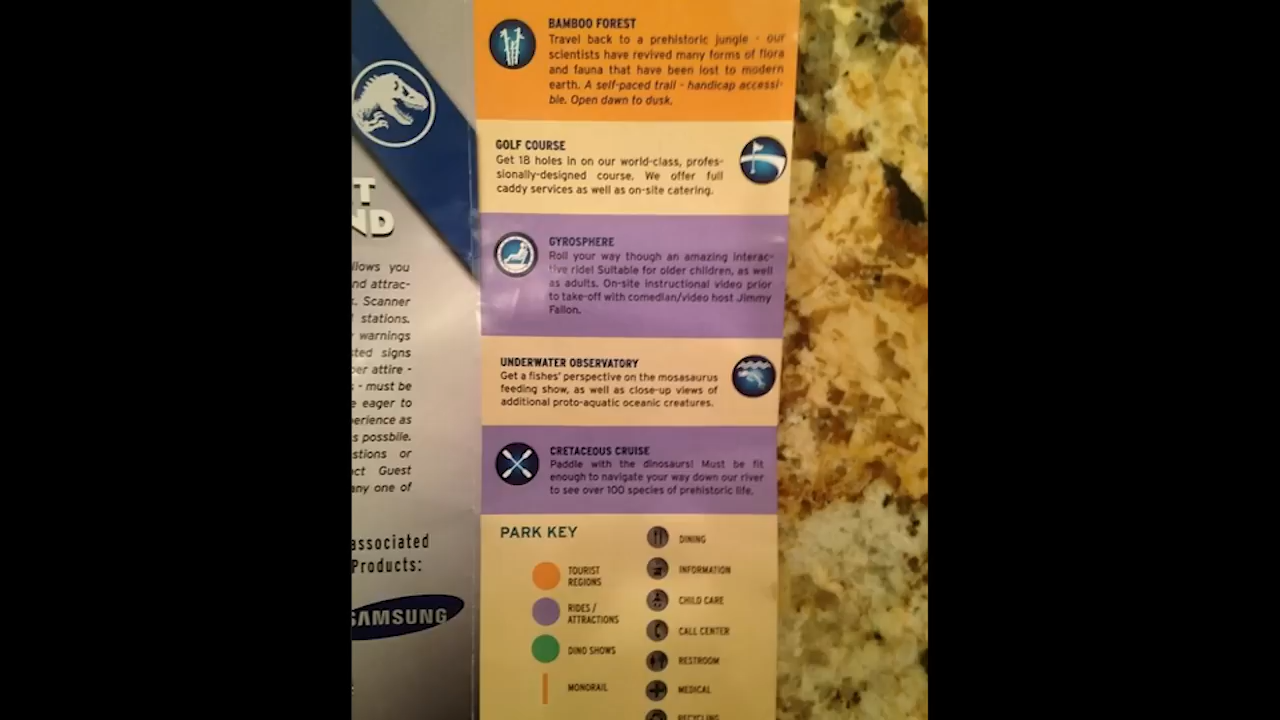 T
ND
llows you
nd attrac-
. Scanner
stations.
warnings
sted signs
per attire -
- must be
e eager to
perience as
s possbile.
stions or
ct Guest
any one of
associated
Products:
SAMSUNG
BAMBOO FOREST
Travel back to a prehistoric jungle - our
scientists have revived many forms of flora
and fauna that have been lost to modern
earth. A self-paced trail - handicap accessi-
ble. Open dawn to dusk.
GOLF COURSE
Get 18 holes in on our world-class, profes-
sionally-designed course. We offer full
caddy services as well as on-site catering.
GYROSPHERE
Roll your way though an amazing interac-
tive ride! Suitable for older children, as well
as adults. On-site instructional video prior
to take-off with comedian/video host Jimmy
Fallon.
UNDERWATER OBSERVATORY
Get a fishes' perspective on the mosasaurus
feeding show, as well as close-up views of
additional proto-aquatic oceanic creatures.
CRETACEOUS CRUISE
Paddle with the dinosaurs! Must be fit
enough to navigate your way down our river
to see over 100 species of prehistoric life.
PARK KEY
TOURIST
REGIONS
RIDES /
ATTRACTIONS
DINO SHOWS
MONORAIL
DINING
INFORMATION
CHILD CARE
CALL CENTER
RESTROOM
MEDICAL
RECYCLING